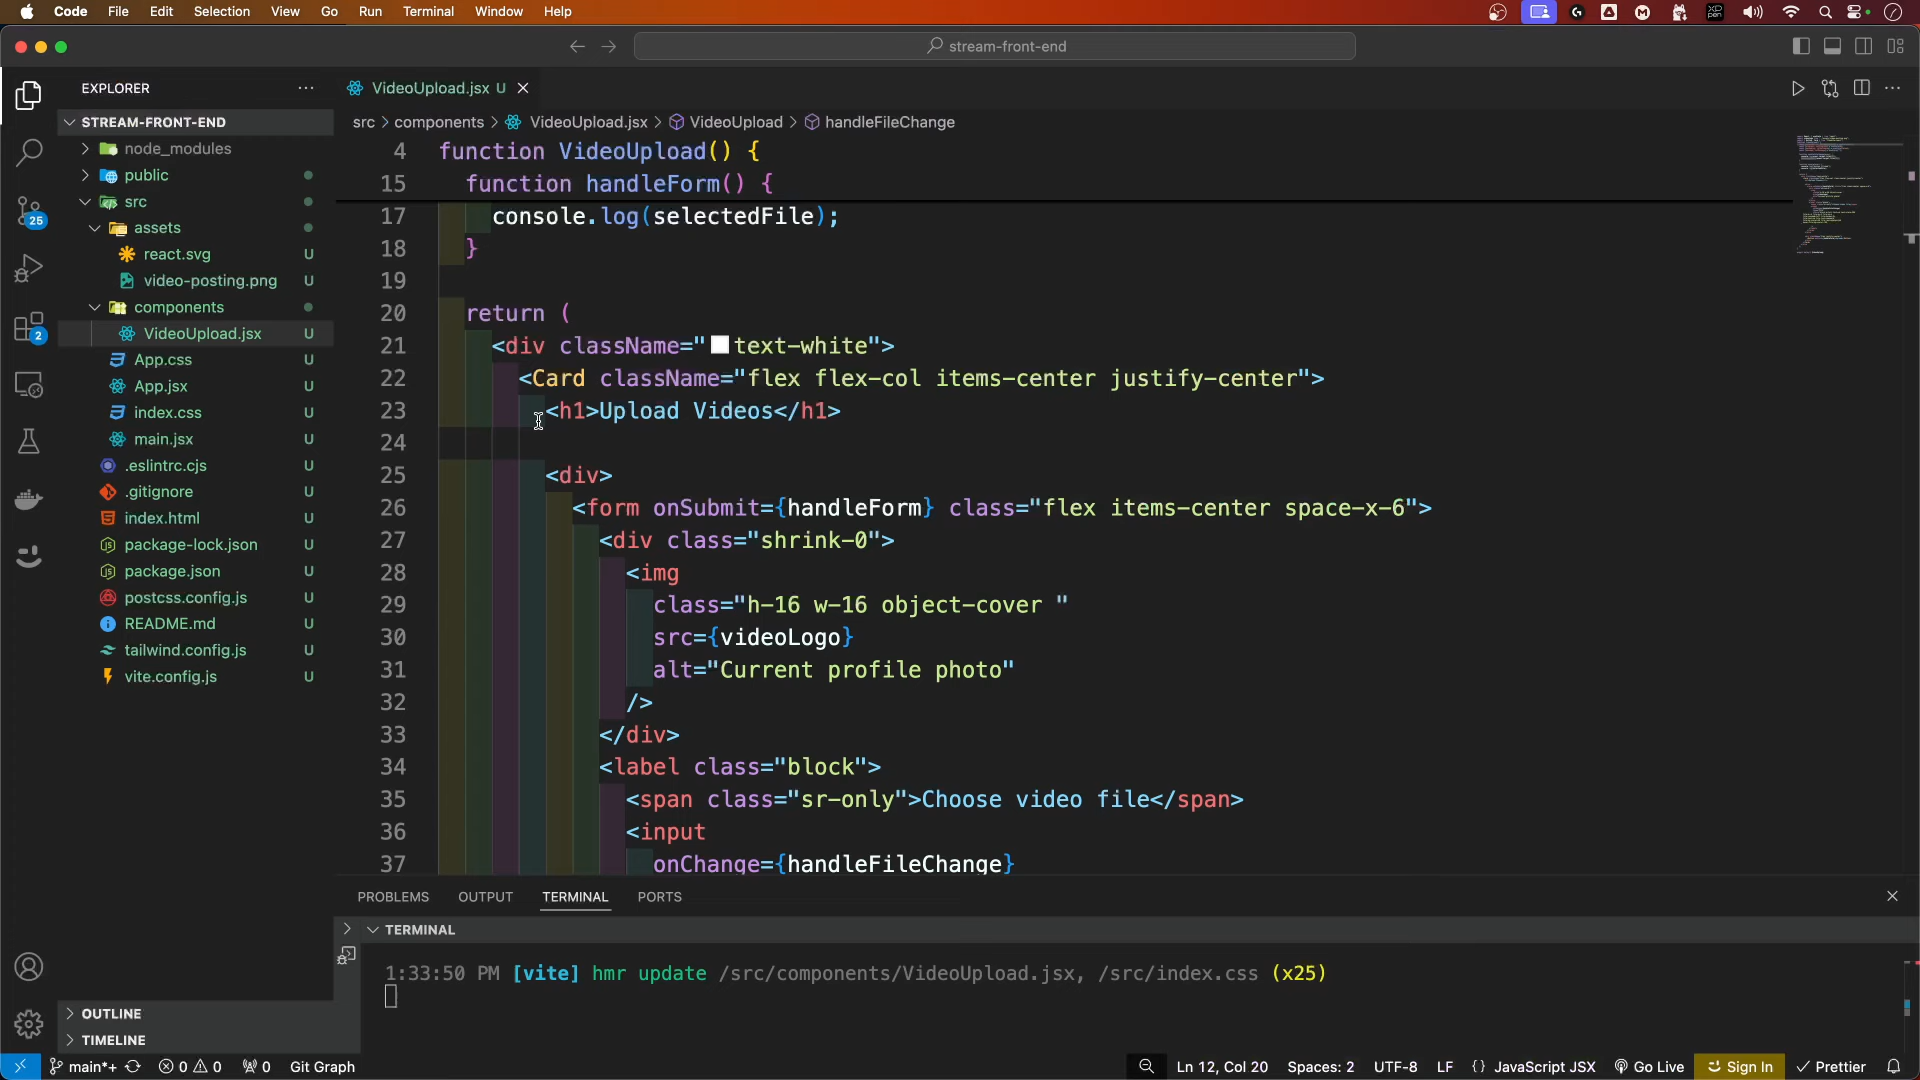 Code File Edit Selection View Go Run Terminal Window Help
stream-front-end
EXPLORER
STREAM-FRONT-END
node_modules
public
src
assets
react.svg U
video-posting.png U
components
VideoUpload.jsx U
App.css U
App.jsx U
index.css U
main.jsx U
.eslintrc.cjs U
.gitignore U
index.html U
package-lock.json U
package.json U
postcss.config.js U
README.md U
tailwind.config.js U
vite.config.js U
OUTLINE
TIMELINE
25
2
VideoUpload.jsx U
src > components > VideoUpload.jsx > VideoUpload > handleFileChange
4 function VideoUpload() {
15 function handleForm() {
17 console.log(selectedFile);
18 }
19
20 return (
21 <div className="text-white">
22 <Card className="flex flex-col items-center justify-center">
23 <h1>Upload Videos</h1>
24
25 <div>
26 <form onSubmit={handleForm} class="flex items-center space-x-6">
27 <div class="shrink-0">
28 <img
29 class="h-16 w-16 object-cover "
30 src={videoLogo}
31 alt="Current profile photo"
32 />
33 </div>
34 <label class="block">
35 <span class="sr-only">Choose video file</span>
36 <input
37 onChange={handleFileChange}
PROBLEMS OUTPUT TERMINAL PORTS
TERMINAL
1:33:50 PM [vite] hmr update /src/components/VideoUpload.jsx, /src/index.css (x25)
main*+ 0 0 0 Git Graph Ln 12, Col 20 Spaces: 2 UTF-8 LF {} JavaScript JSX Go Live Sign In Prettier